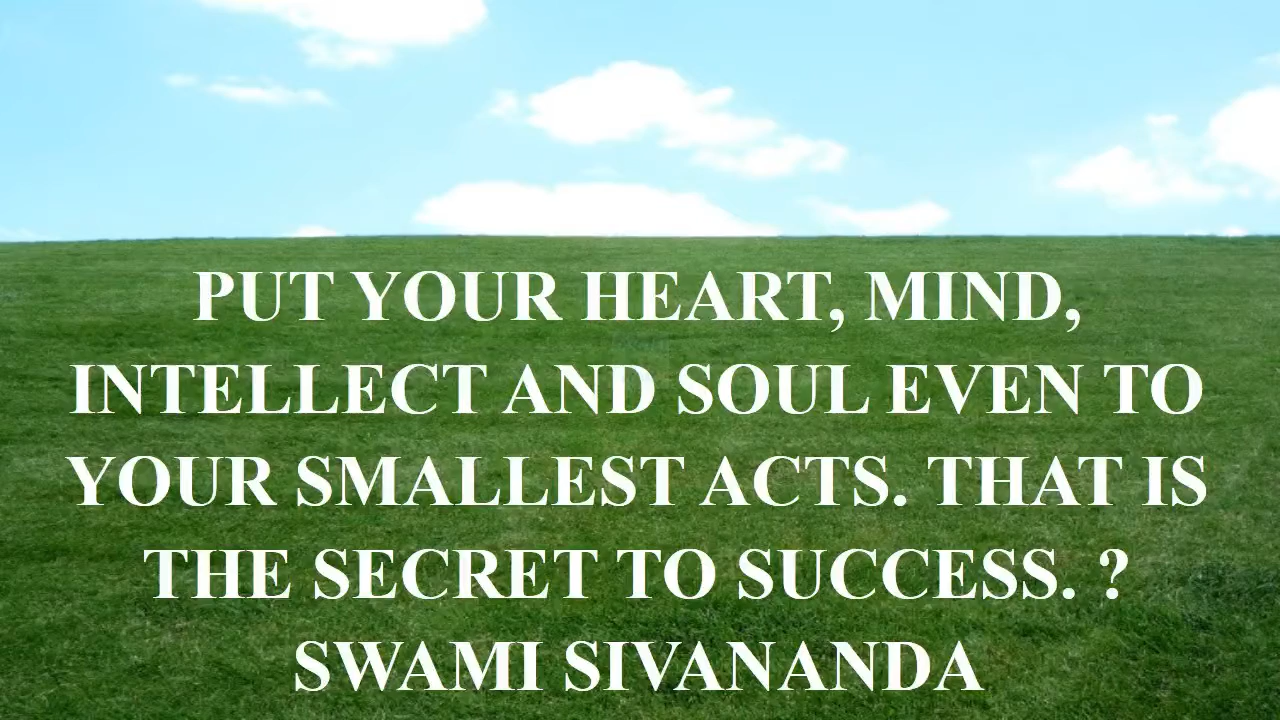 PUT YOUR HEART, MIND,
INTELLECT AND SOUL EVEN TO
YOUR SMALLEST ACTS. THAT IS
THE SECRET TO SUCCESS. ?
SWAMI SIVANANDA